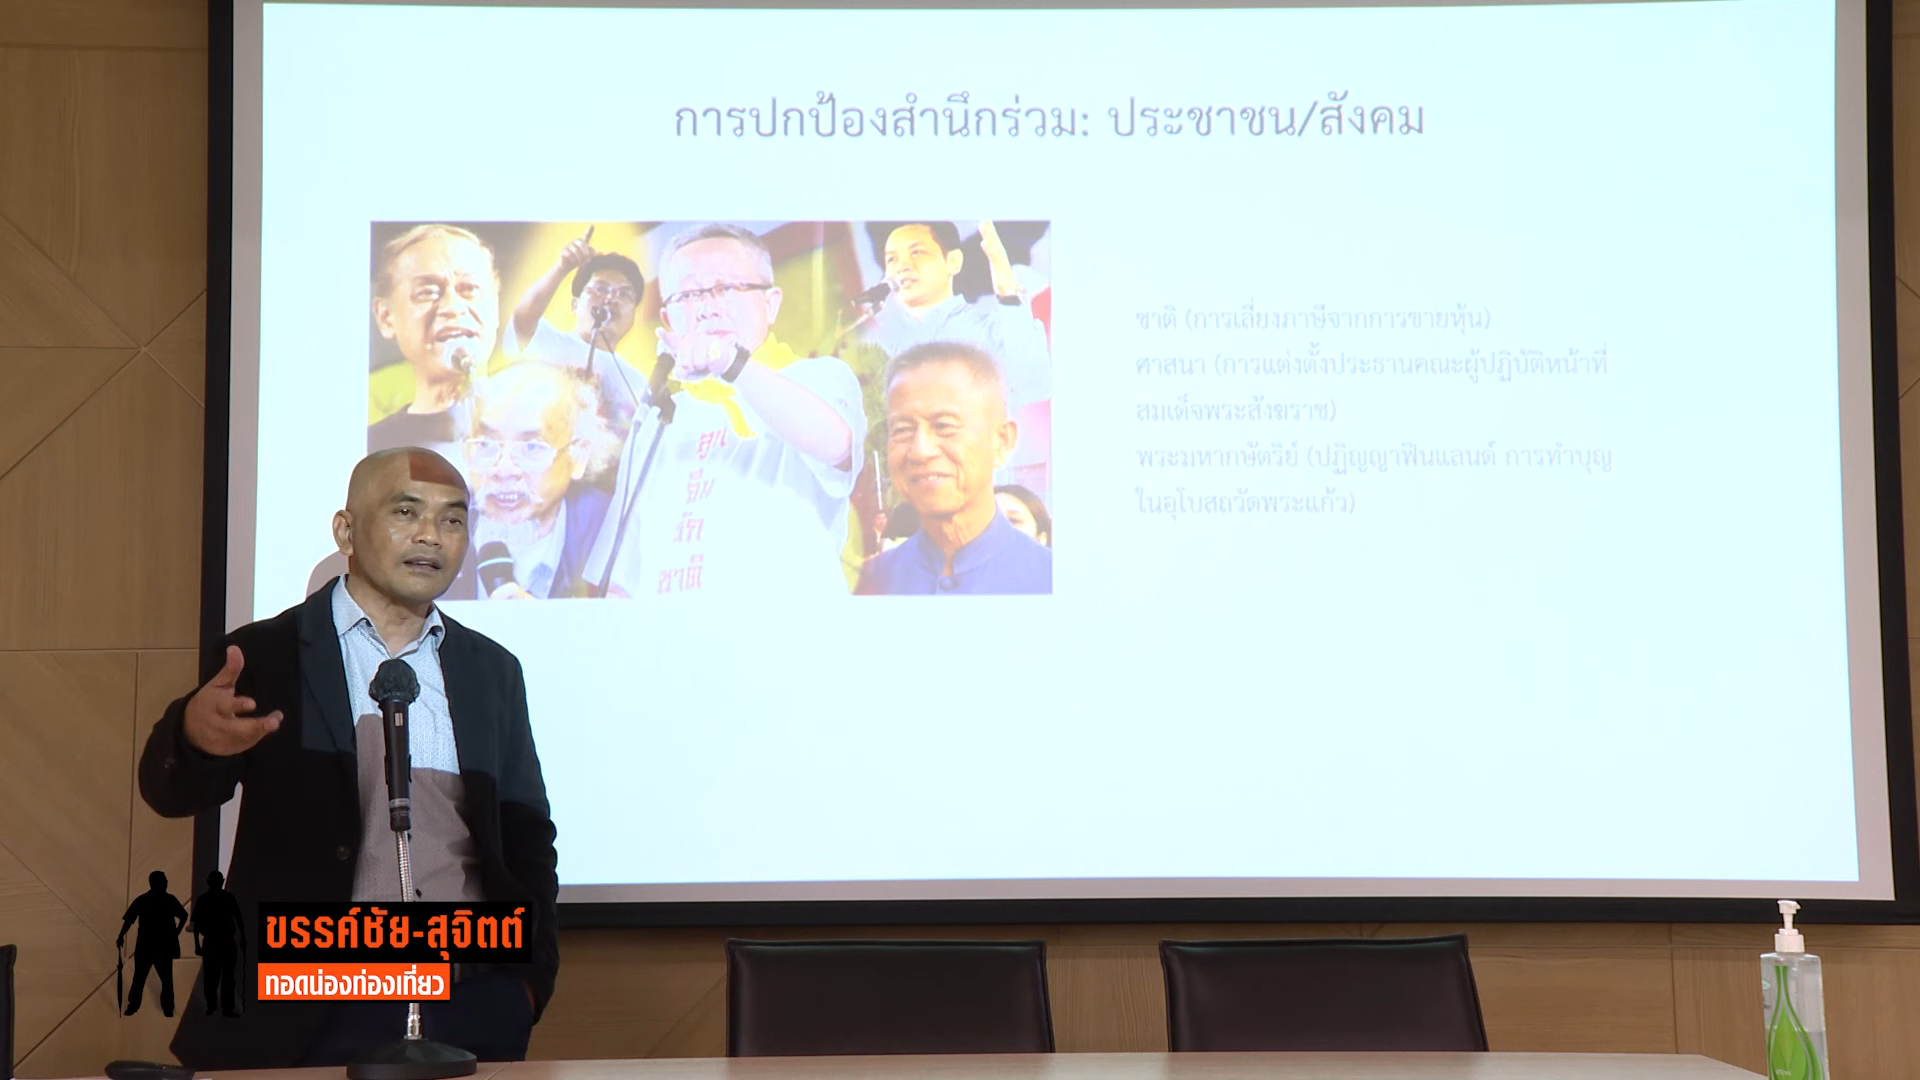 การปกป้องสำนึกร่วม: ประชาชน/สังคม
ชาติ (การเลี่ยงภาษีจากการขายหุ้น)
ศาสนา (การแต่งตั้งประธานคณะผู้ปฏิบัติหน้าที่
สมเด็จพระสังฆราช)
พระมหากษัตริย์ (ปฏิญญาฟินแลนด์ การทำบุญ
ในอุโบสถวัดพระแก้ว)
ชาติ
ขรรค์ชัย-สุจิตต์
ทอดน่องท่องเที่ยว